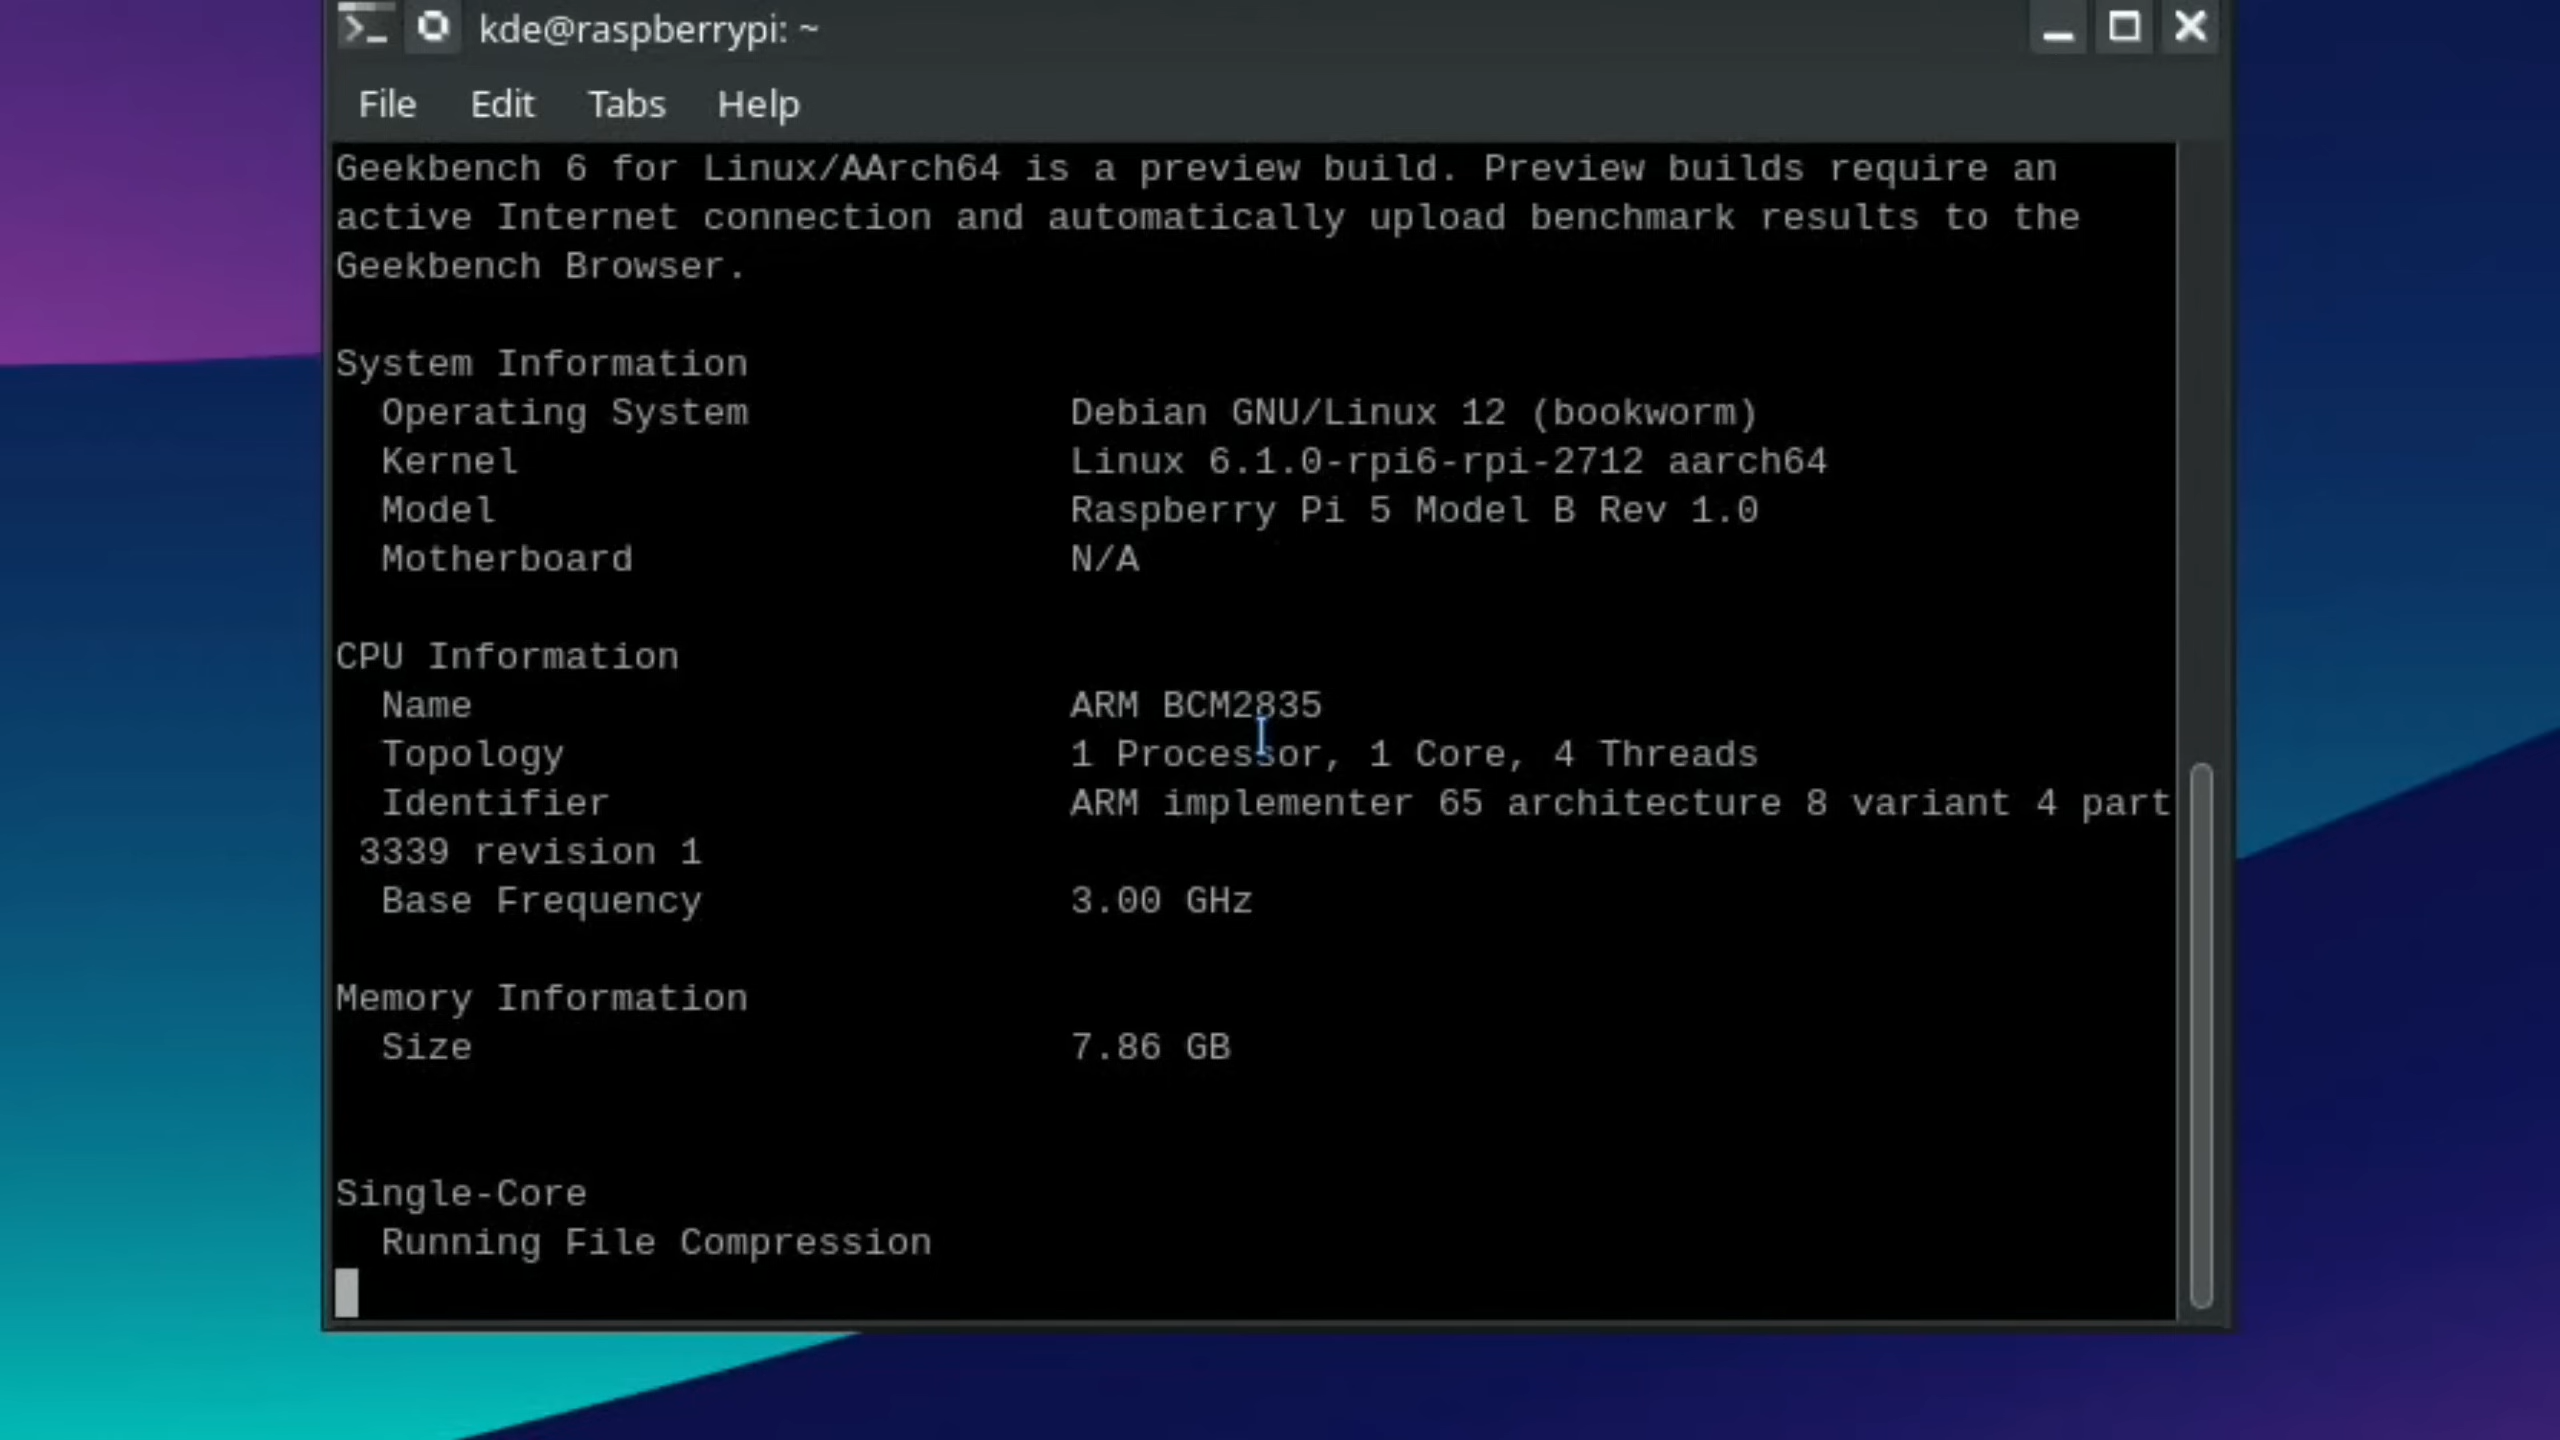 kde@raspberrypi: ~
File Edit Tabs Help
Geekbench 6 for Linux/AArch64 is a preview build. Preview builds require an
active Internet connection and automatically upload benchmark results to the
Geekbench Browser.
System Information
Operating System Debian GNU/Linux 12 (bookworm)
Kernel Linux 6.1.0-rpi6-rpi-2712 aarch64
Model Raspberry Pi 5 Model B Rev 1.0
Motherboard N/A
CPU Information
Name ARM BCM2835
Topology 1 Processor, 1 Core, 4 Threads
Identifier ARM implementer 65 architecture 8 variant 4 part
3339 revision 1
Base Frequency 3.00 GHz
Memory Information
Size 7.86 GB
Single-Core
Running File Compression